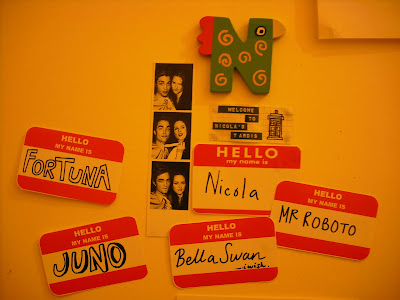 N
WELCOME
TO
NICOLA'S
TARDIS
HELLO
my name is
Nicola
HELLO
MY NAME IS
FORTUNA
HELLO
MY NAME IS
MR ROBOTO
HELLO
MY NAME IS
JUNO
HELLO
MY NAME IS
Bella Swan
i wish.